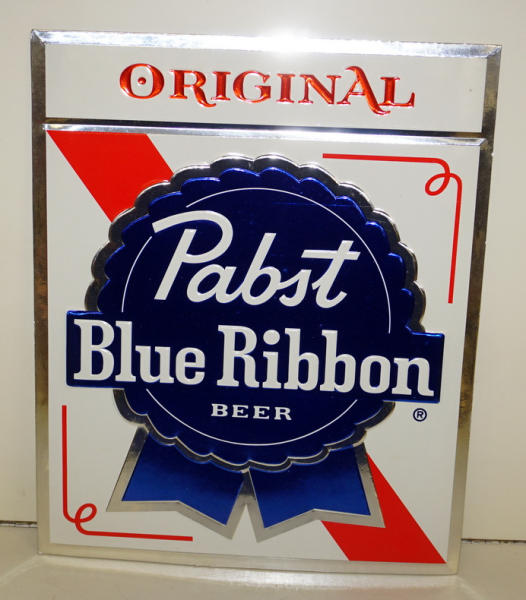 ORIGINAL
Pabst
Blue Ribbon
BEER
®